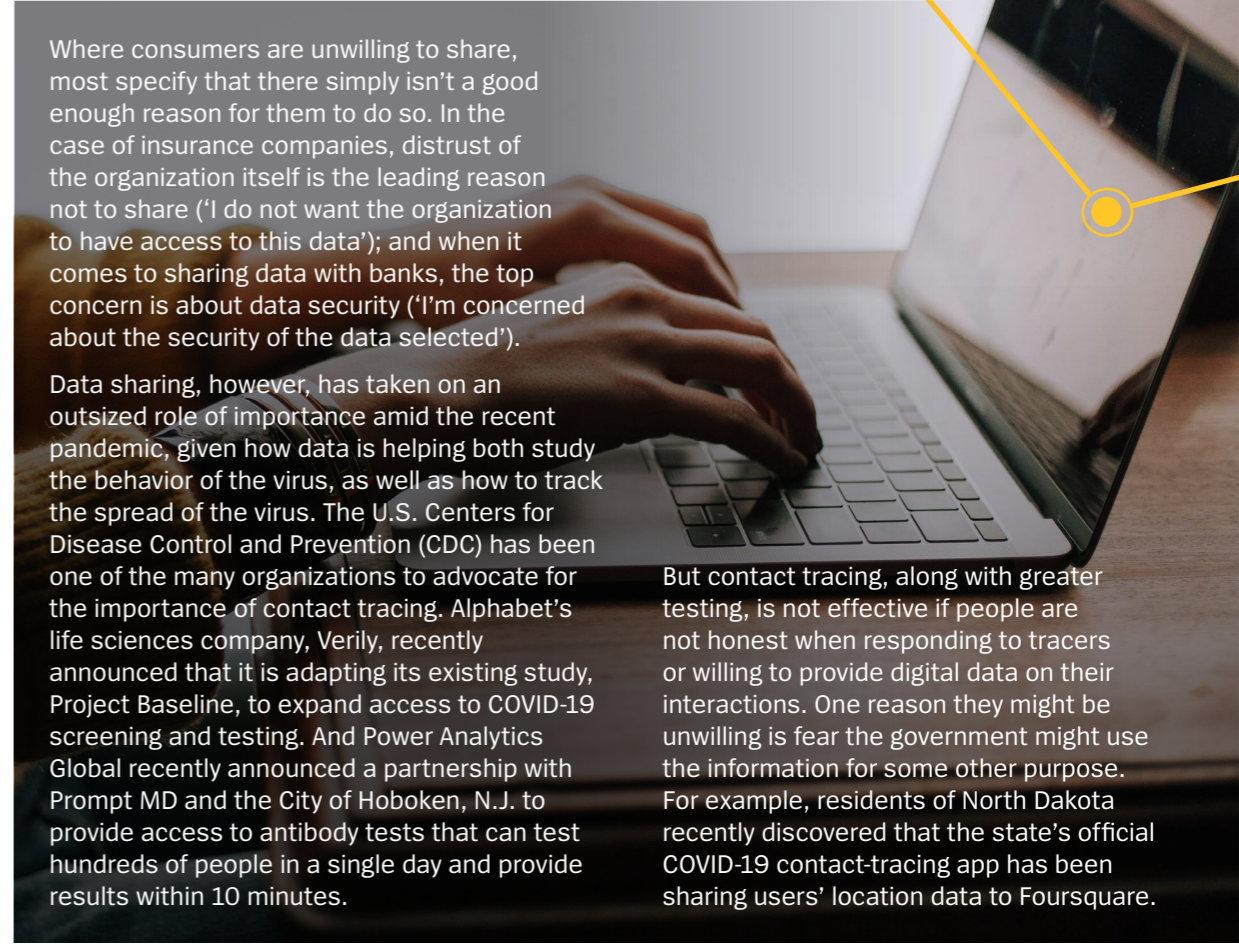 Where consumers are unwilling to share,
most specify that there simply isn't a good
enough reason for them to do so. In the
case of insurance companies, distrust of
the organization itself is the leading reason
not to share (‘I do not want the organization
to have access to this data’); and when it
comes to sharing data with banks, the top
concern is about data security (‘I’m concerned
about the security of the data selected’).
Data sharing, however, has taken on an
outsized role of importance amid the recent
pandemic, given how data is helping both study
the behavior of the virus, as well as how to track
the spread of the virus. The U.S. Centers for
Disease Control and Prevention (CDC) has been
one of the many organizations to advocate for
the importance of contact tracing. Alphabet’s
life sciences company, Verily, recently
announced that it is adapting its existing study,
Project Baseline, to expand access to COVID-19
screening and testing. And Power Analytics
Global recently announced a partnership with
Prompt MD and the City of Hoboken, N.J. to
provide access to antibody tests that can test
hundreds of people in a single day and provide
results within 10 minutes.
But contact tracing, along with greater
testing, is not effective if people are
not honest when responding to tracers
or willing to provide digital data on their
interactions. One reason they might be
unwilling is fear the government might use
the information for some other purpose.
For example, residents of North Dakota
recently discovered that the state’s official
COVID-19 contact-tracing app has been
sharing users’ location data to Foursquare.